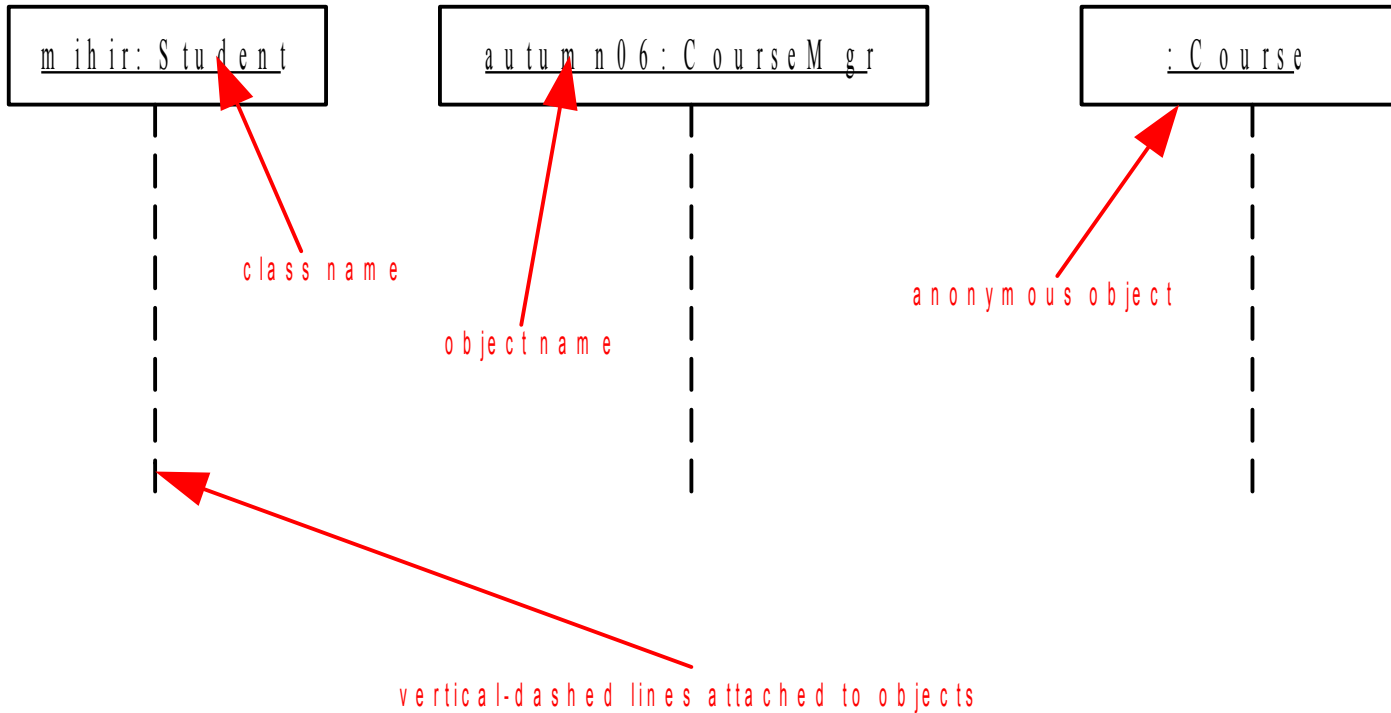 mihir:Student
autumn06:CourseMgr
:Course
class name
anonymous object
object name
vertical-dashed lines attached to objects